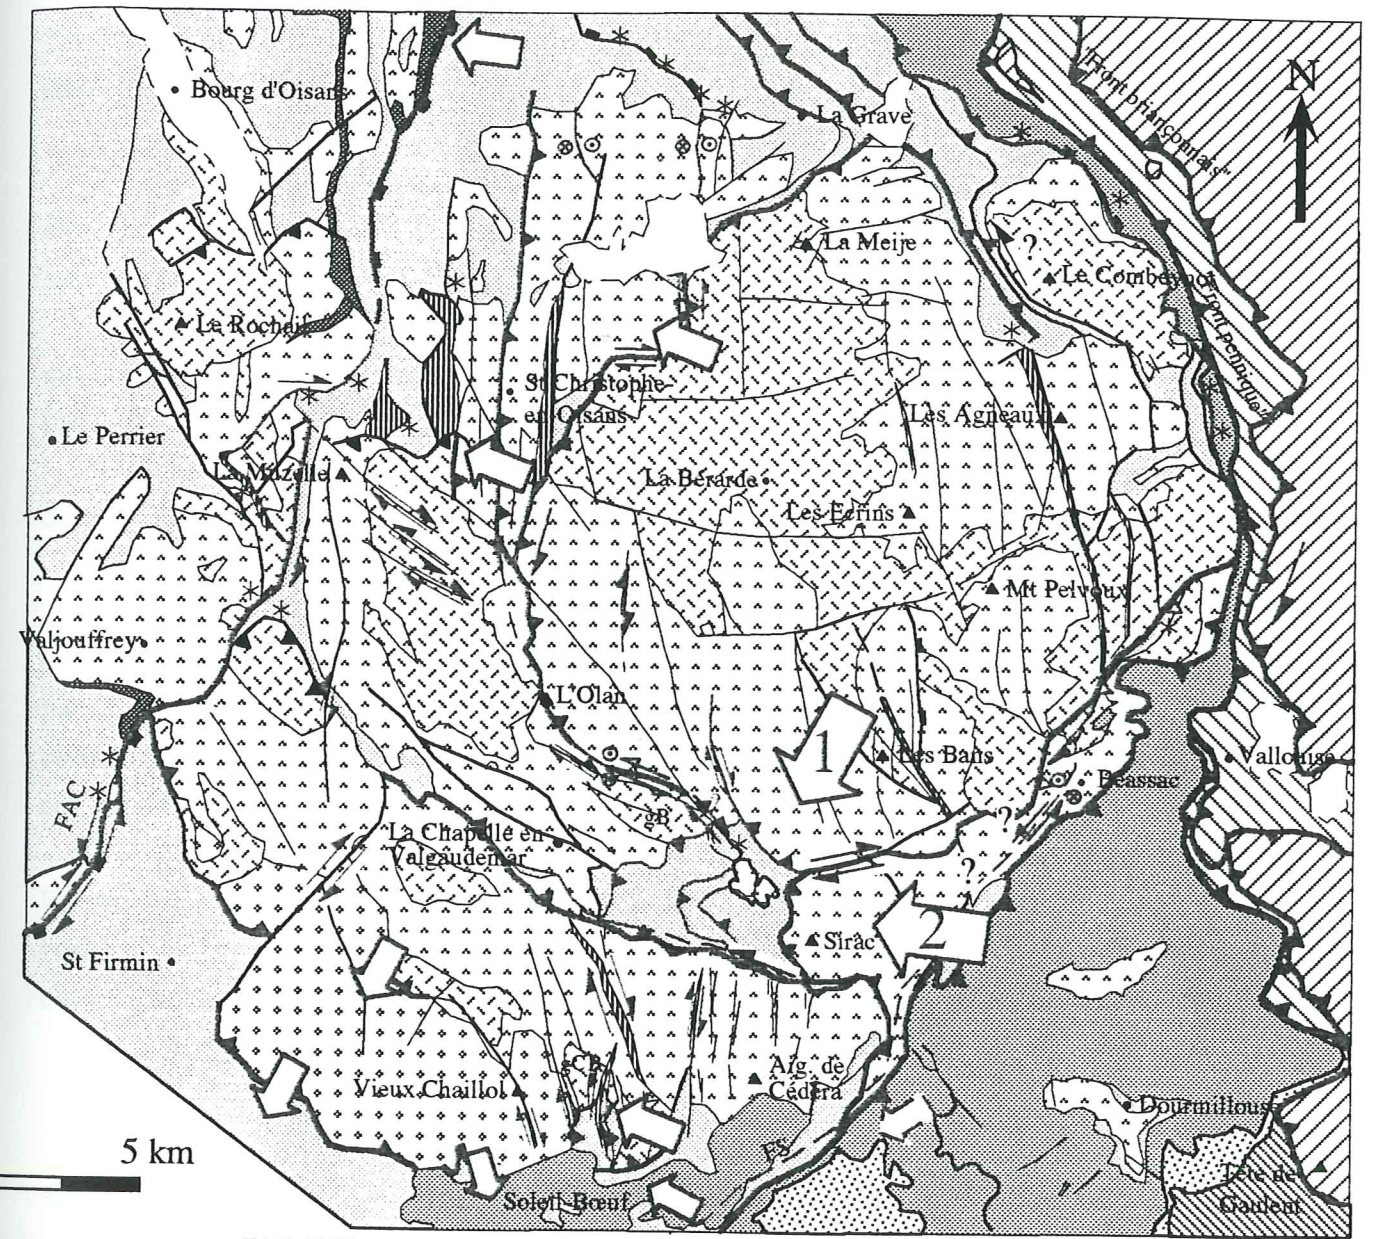 Bourg d'Oisans
La Grave
"Front briançonnais"
N
La Meije
?
Le Combeynot
Le Rochail
"Front pennique"
St Christophe-
en Oisans
Les Agneaux
Le Perrier
La Muzelle
La Bérarde
Les Ecrins
Mt Pelvoux
Valjouffrey
L'Olan
1
Les Bans
Vallouise
Beassac
FAC
gB
?
La Chapelle en
Valgaudemar
?
2
Sirac
St Firmin
gCB
Aig. de
Cédéra
Vieux Chaillol
Dourmillouse
5 km
FS
Tête de
Gaulent
Soleil-Bœuf